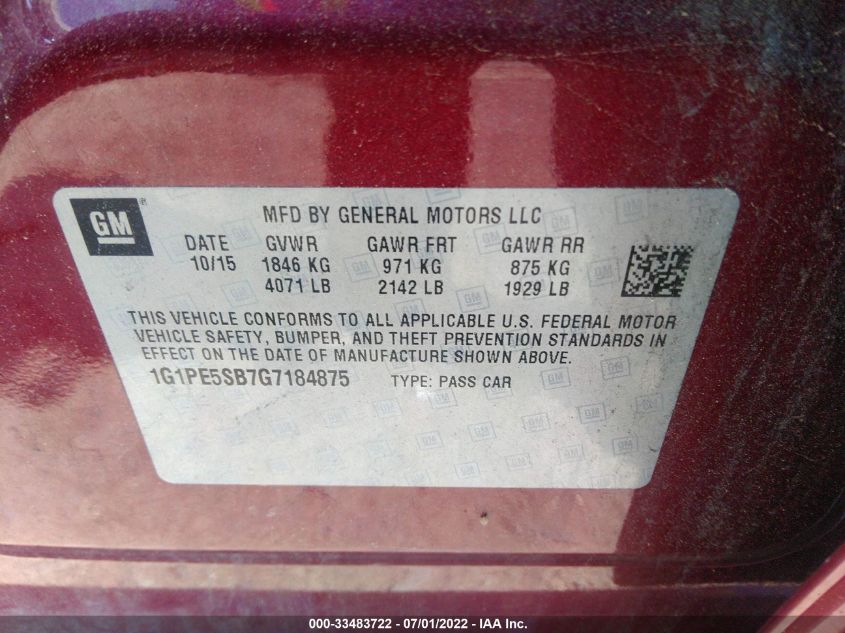 GM ®
MFD BY GENERAL MOTORS LLC
DATE GVWR GAWR FRT GAWR RR
10/15 1846 KG 971 KG 875 KG
4071 LB 2142 LB 1929 LB
THIS VEHICLE CONFORMS TO ALL APPLICABLE U.S. FEDERAL MOTOR
VEHICLE SAFETY, BUMPER, AND THEFT PREVENTION STANDARDS IN
EFFECT ON THE DATE OF MANUFACTURE SHOWN ABOVE.
1G1PE5SB7G7184875 TYPE: PASS CAR
000-33483722 - 07/01/2022 - IAA Inc.